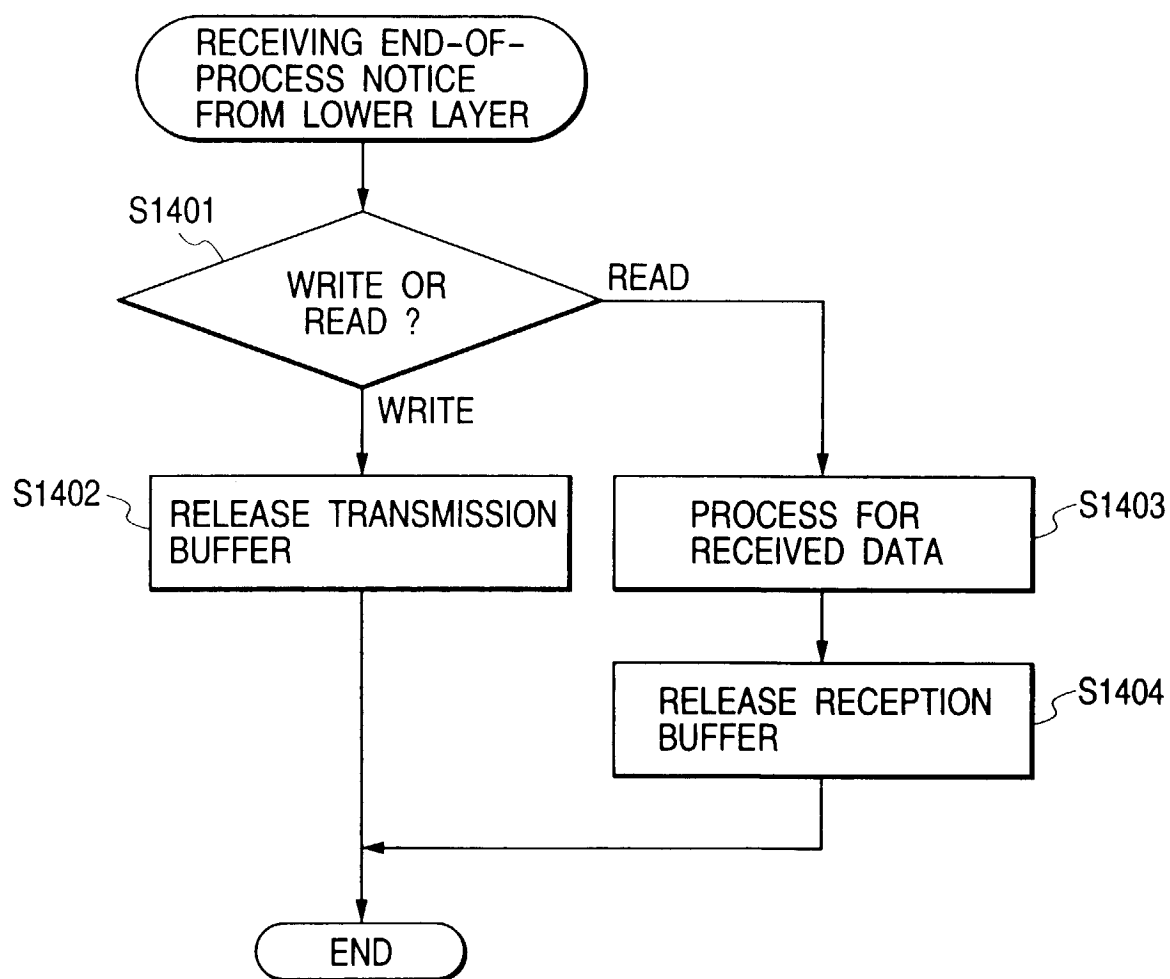 RECEIVING END-OF-
PROCESS NOTICE
FROM LOWER LAYER
S1401
WRITE OR
READ ?
READ
WRITE
S1402
RELEASE TRANSMISSION
BUFFER
PROCESS FOR
RECEIVED DATA
S1403
RELEASE RECEPTION
BUFFER
S1404
END